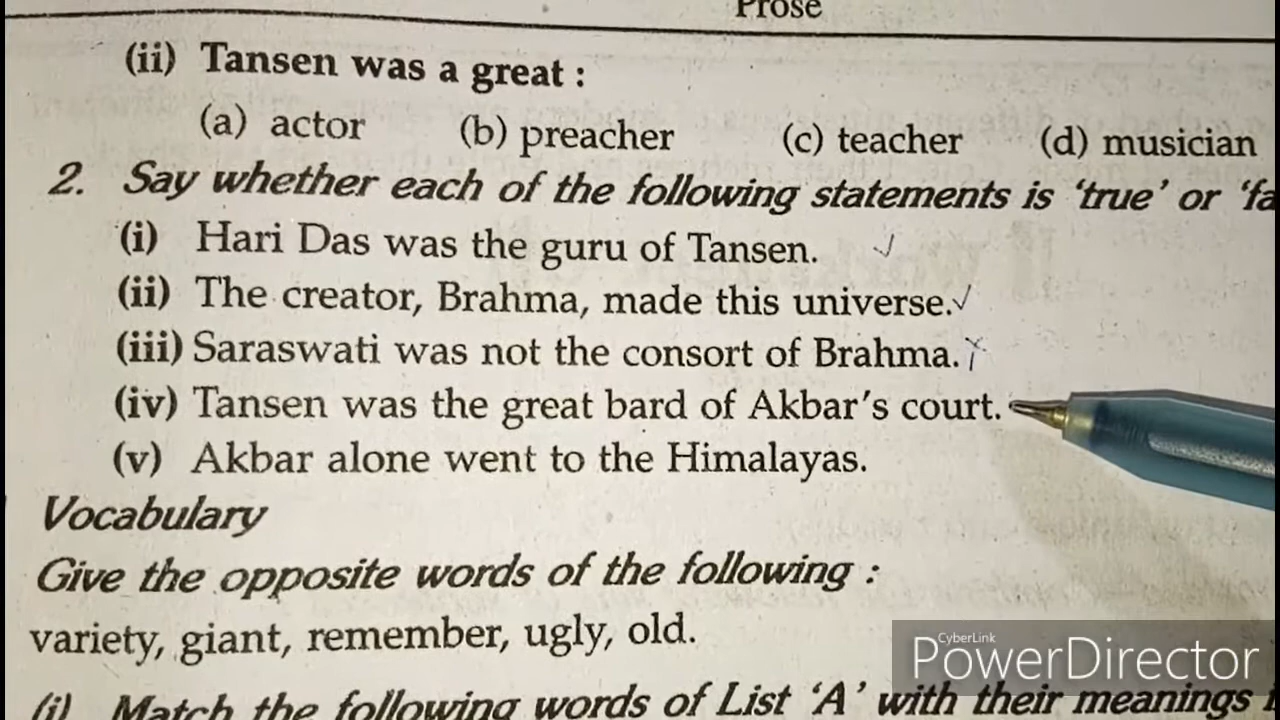 Prose
(ii) Tansen was a great :
(a) actor (b) preacher (c) teacher (d) musician
2. Say whether each of the following statements is 'true' or 'fa
(i) Hari Das was the guru of Tansen. ✓
(ii) The creator, Brahma, made this universe. ✓
(iii) Saraswati was not the consort of Brahma. ✗
(iv) Tansen was the great bard of Akbar's court.
(v) Akbar alone went to the Himalayas.
Vocabulary
Give the opposite words of the following :
variety, giant, remember, ugly, old.
(i) Match the following words of List 'A' with their meanings
CyberLink
PowerDirector